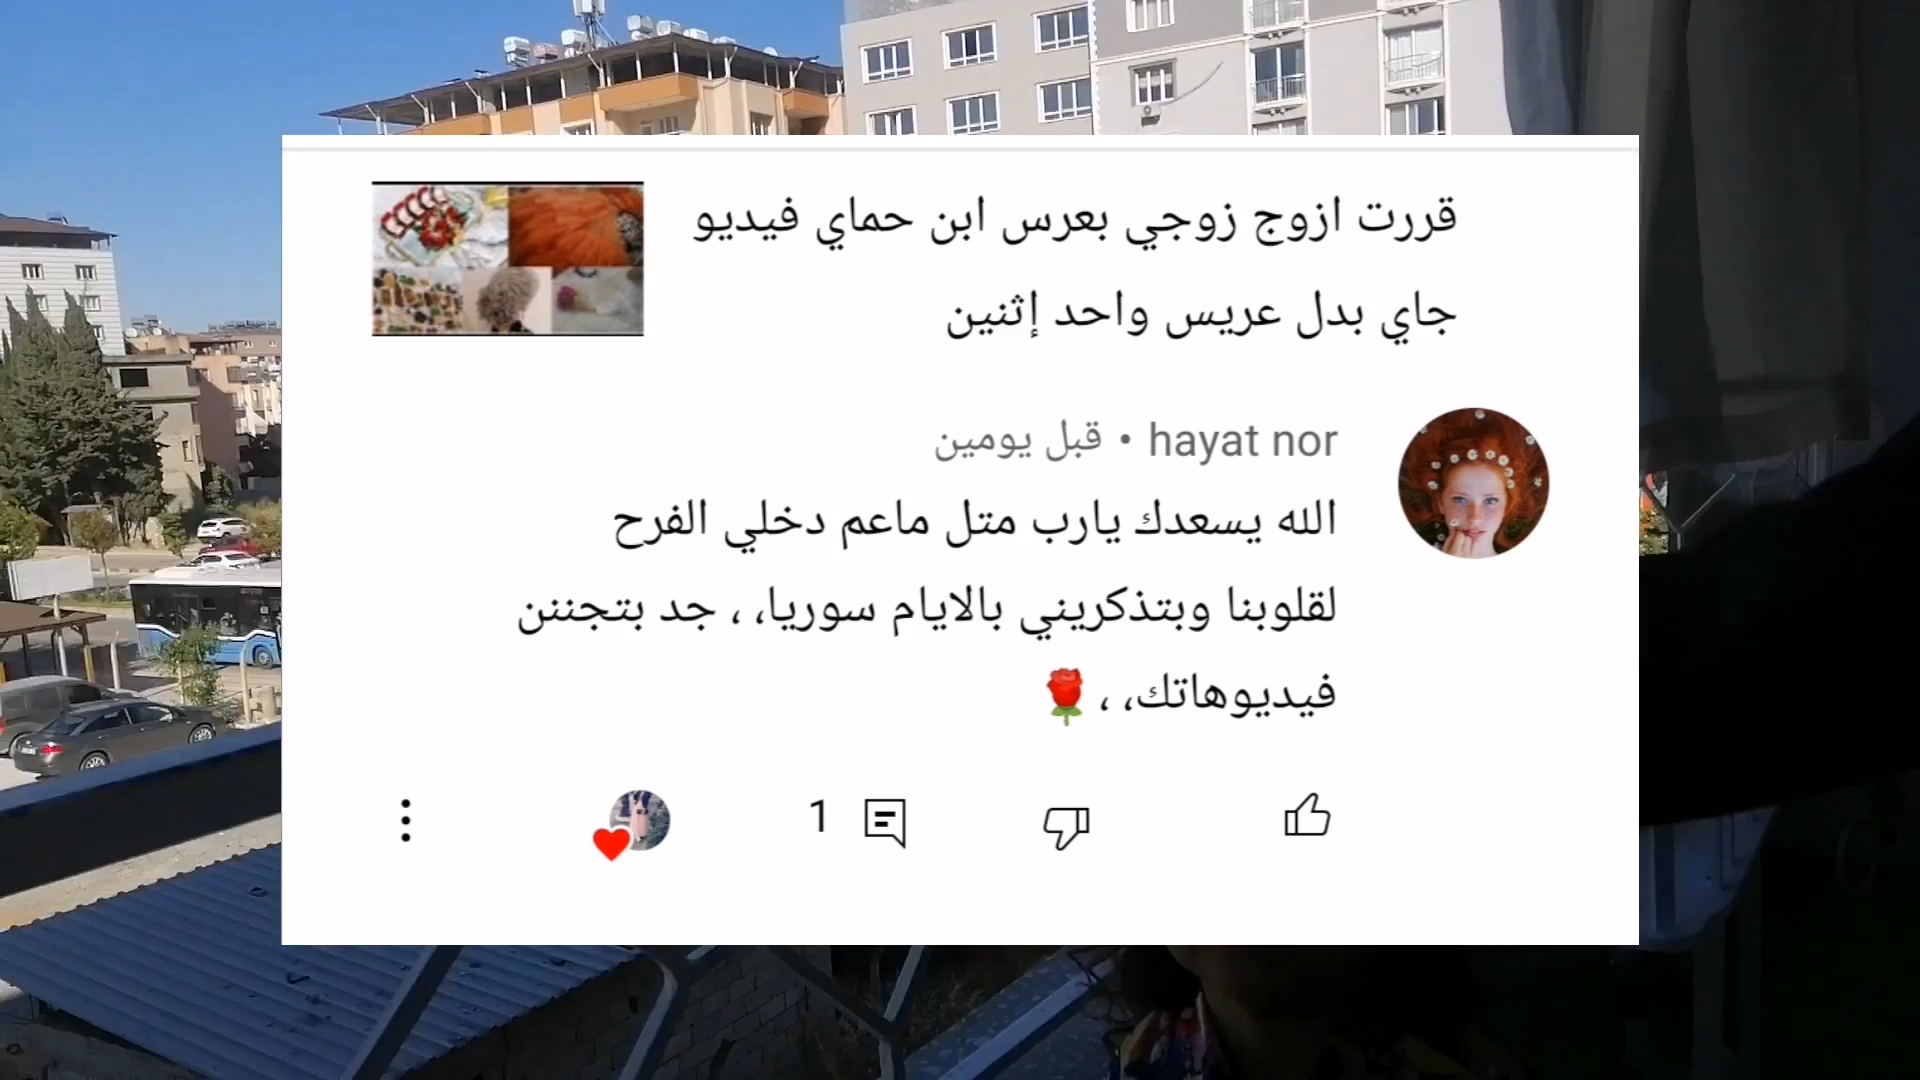 قررت ازوج زوجي بعرس ابن حماي فيديو
جاي بدل عريس واحد إثنين
hayat nor • قبل يومين
الله يسعدك يارب متل ماعم دخلي الفرح
لقلوبنا وبتذكريني بالايام سوريا، ، جد بتجننن
فيديوهاتك، ، 🌹
1